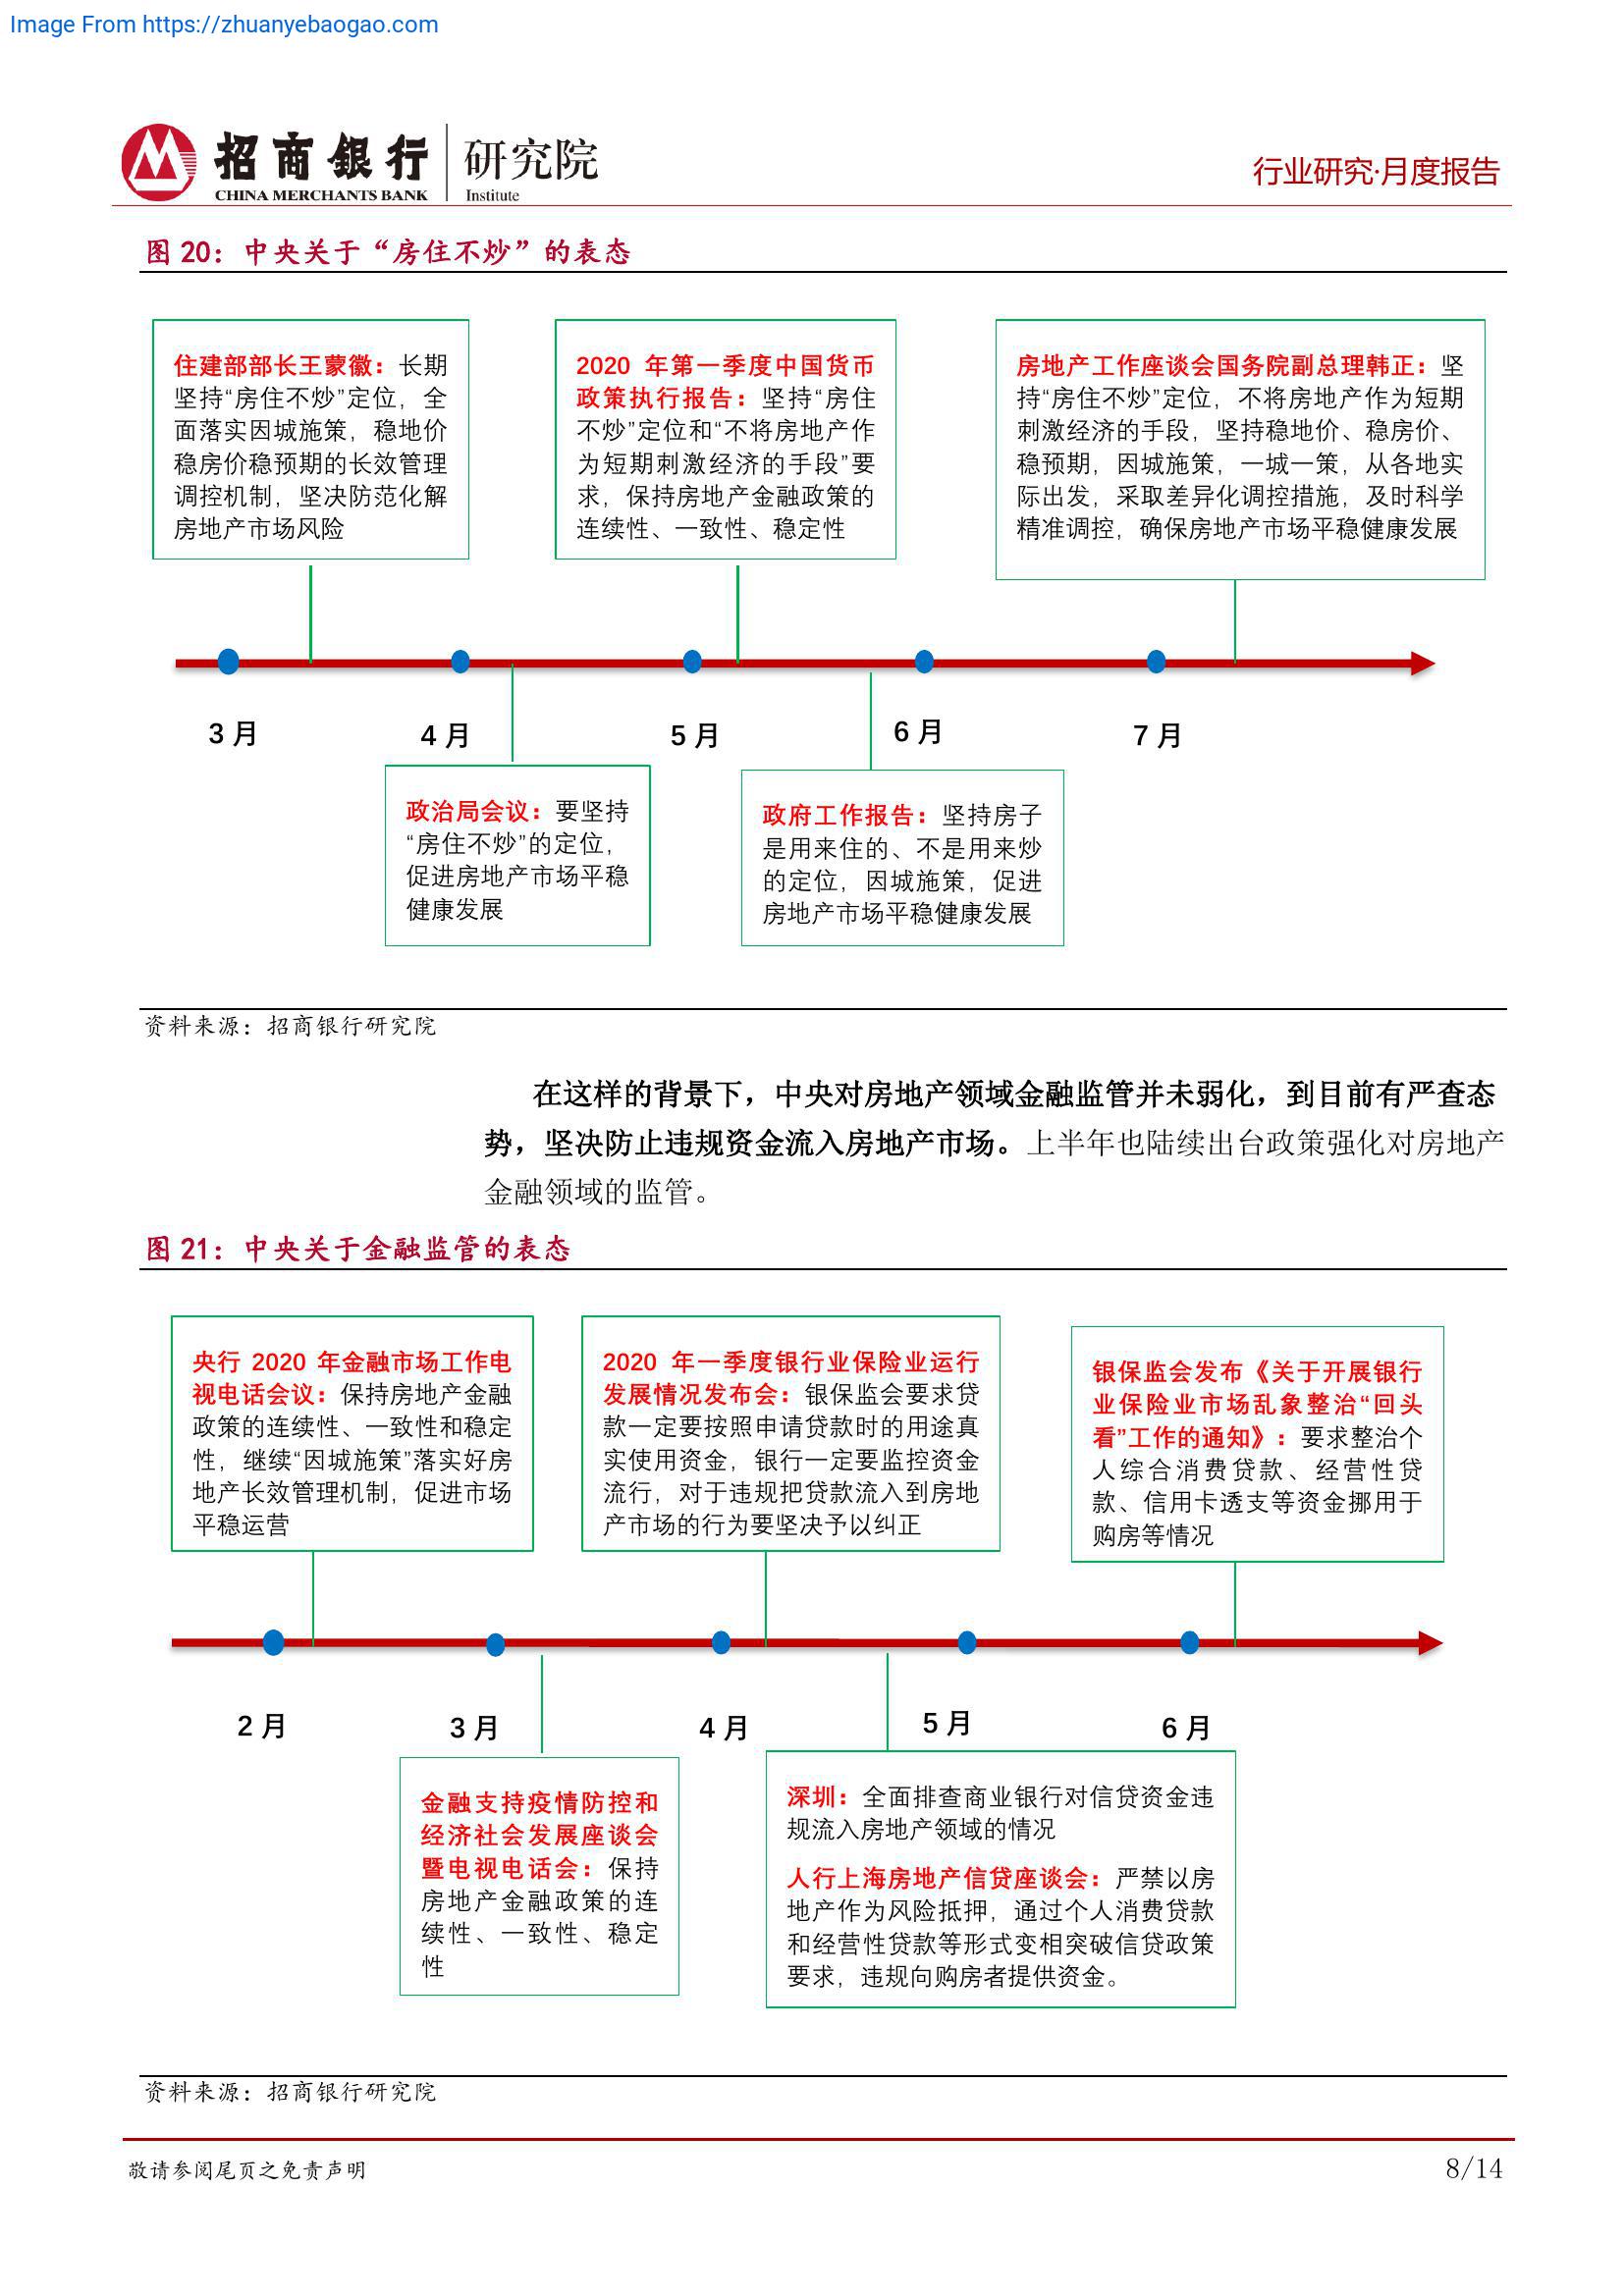 Image From https://zhuanyebaogao.com
招商银行
CHINA MERCHANTS BANK
研究院
Institute
行业研究·月度报告
图 20：中央关于“房住不炒”的表态
住建部部长王蒙徽：长期
坚持“房住不炒”定位，全
面落实因城施策，稳地价
稳房价稳预期的长效管理
调控机制，坚决防范化解
房地产市场风险
2020 年第一季度中国货币
政策执行报告：坚持“房住
不炒”定位和“不将房地产作
为短期刺激经济的手段”要
求，保持房地产金融政策的
连续性、一致性、稳定性
房地产工作座谈会国务院副总理韩正：坚
持“房住不炒”定位，不将房地产作为短期
刺激经济的手段，坚持稳地价、稳房价、
稳预期，因城施策，一城一策，从各地实
际出发，采取差异化调控措施，及时科学
精准调控，确保房地产市场平稳健康发展
3 月
4 月
5 月
6 月
7 月
政治局会议：要坚持
“房住不炒”的定位，
促进房地产市场平稳
健康发展
政府工作报告：坚持房子
是用来住的、不是用来炒
的定位，因城施策，促进
房地产市场平稳健康发展
资料来源：招商银行研究院
在这样的背景下，中央对房地产领域金融监管并未弱化，到目前有严查态
势，坚决防止违规资金流入房地产市场。上半年也陆续出台政策强化对房地产
金融领域的监管。
图 21：中央关于金融监管的表态
央行 2020 年金融市场工作电
视电话会议：保持房地产金融
政策的连续性、一致性和稳定
性，继续“因城施策”落实好房
地产长效管理机制，促进市场
平稳运营
2020 年一季度银行业保险业运行
发展情况发布会：银保监会要求贷
款一定要按照申请贷款时的用途真
实使用资金，银行一定要监控资金
流行，对于违规把贷款流入到房地
产市场的行为要坚决予以纠正
银保监会发布《关于开展银行
业保险业市场乱象整治“回头
看”工作的通知》：要求整治个
人综合消费贷款、经营性贷
款、信用卡透支等资金挪用于
购房等情况
2 月
3 月
4 月
5 月
6 月
金融支持疫情防控和
经济社会发展座谈会
暨电视电话会：保持
房地产金融政策的连
续性、一致性、稳定
性
深圳：全面排查商业银行对信贷资金违
规流入房地产领域的情况
人行上海房地产信贷座谈会：严禁以房
地产作为风险抵押，通过个人消费贷款
和经营性贷款等形式变相突破信贷政策
要求，违规向购房者提供资金。
资料来源：招商银行研究院
敬请参阅尾页之免责声明
8/14